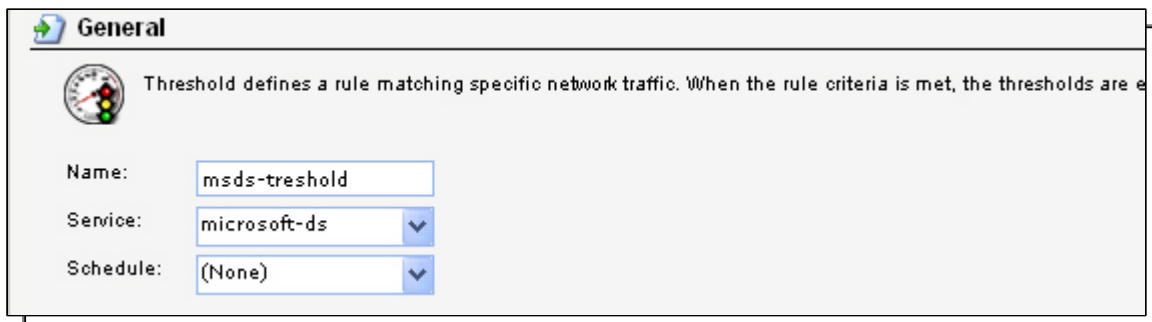 General
Threshold defines a rule matching specific network traffic. When the rule criteria is met, the thresholds are e
Name:
msds-treshold
Service:
microsoft-ds
Schedule:
(None)